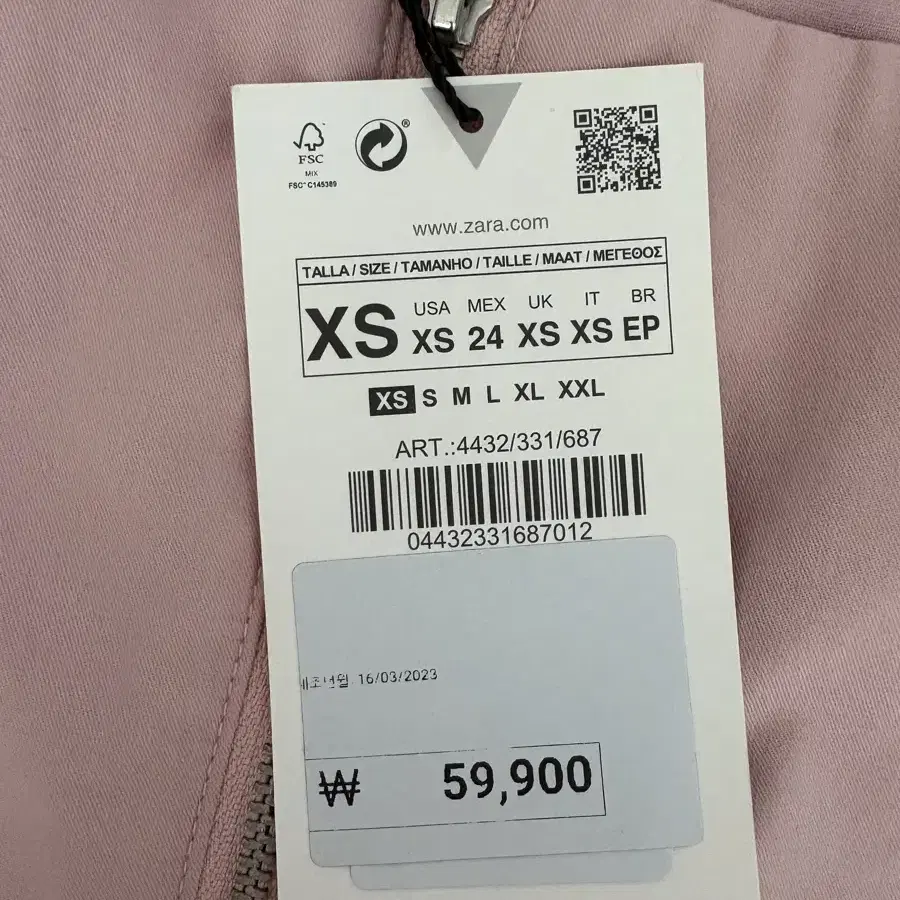 FSC
MIX
FSC™ C145389
®
www.zara.com
TALLA / SIZE / TAMANHO / TAILLE / MAAT / ΜΕΓΕΘΟΣ
XS
USA MEX UK IT BR
XS 24 XS XS EP
XS S M L XL XXL
ART.:4432/331/687
04432331687012
제조년월 16/03/2023
₩ 59,900